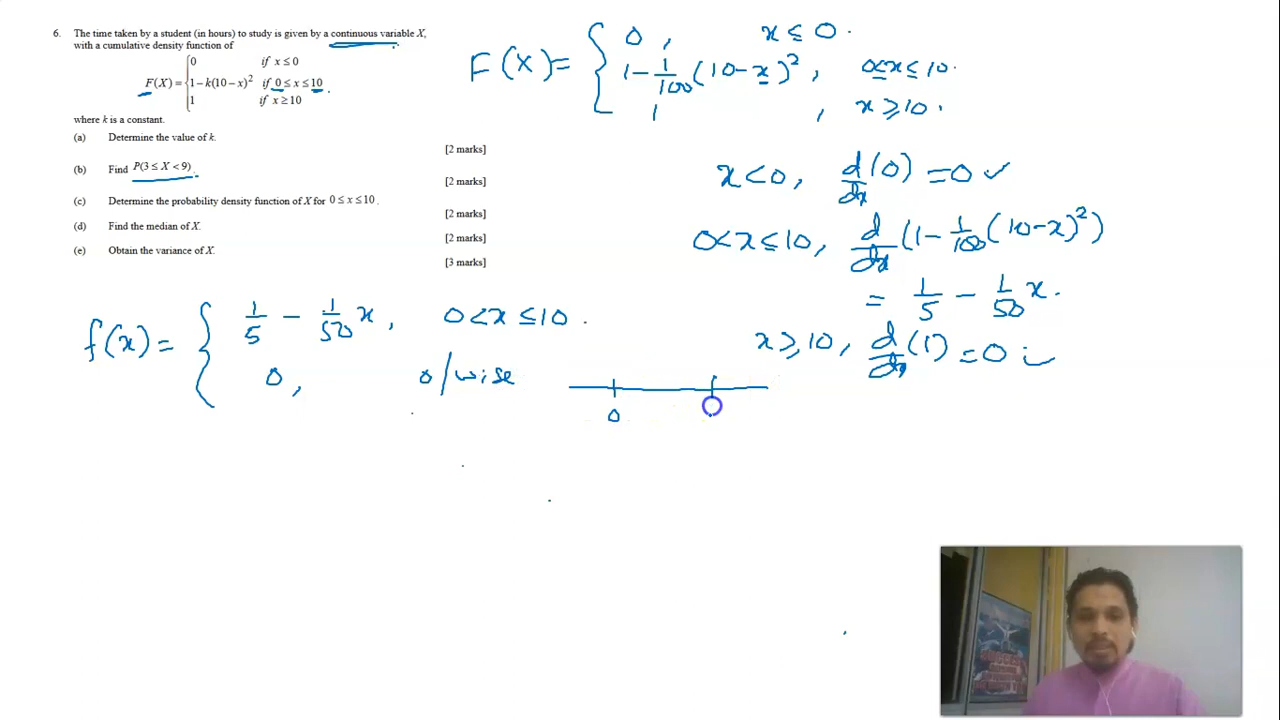 6. The time taken by a student (in hours) to study is given by a continuous variable X,
with a cumulative density function of
F(X) = { 0 if x ≤ 0
1−k(10−x)² if 0 ≤ x ≤ 10
1 if x ≥ 10
where k is a constant.
(a) Determine the value of k.
[2 marks]
(b) Find P(3 ≤ X < 9).
[2 marks]
(c) Determine the probability density function of X for 0 ≤ x ≤ 10.
[2 marks]
(d) Find the median of X.
[2 marks]
(e) Obtain the variance of X.
[3 marks]
F(X) = { 0, x ≤ 0.
1 − 1/100 (10−x)², 0<x≤10.
1, x ≥ 10.
x<0, d/dx (0) = 0 ✓
0<x≤10, d/dx (1 − 1/100 (10−x)²)
= 1/5 − 1/50 x.
x ≥ 10, d/dx (1) = 0 ✓
f(x) = { 1/5 − 1/50 x, 0<x≤10.
0, o/wise
0